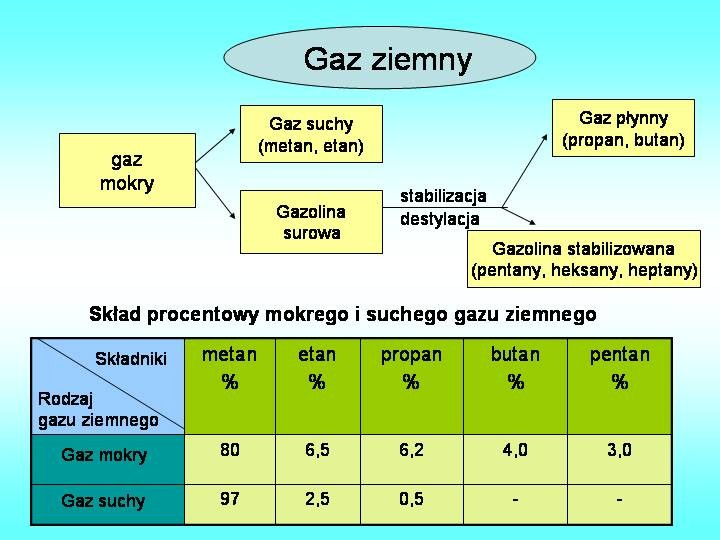 Gaz ziemny
gaz
mokry
Gaz suchy
(metan, etan)
Gazolina
surowa
stabilizacja
destylacja
Gaz płynny
(propan, butan)
Gazolina stabilizowana
(pentany, heksany, heptany)
Skład procentowy mokrego i suchego gazu ziemnego
Składniki
Rodzaj
gazu ziemnego
metan
%
etan
%
propan
%
butan
%
pentan
%
Gaz mokry 80 6,5 6,2 4,0 3,0
Gaz suchy 97 2,5 0,5 - -